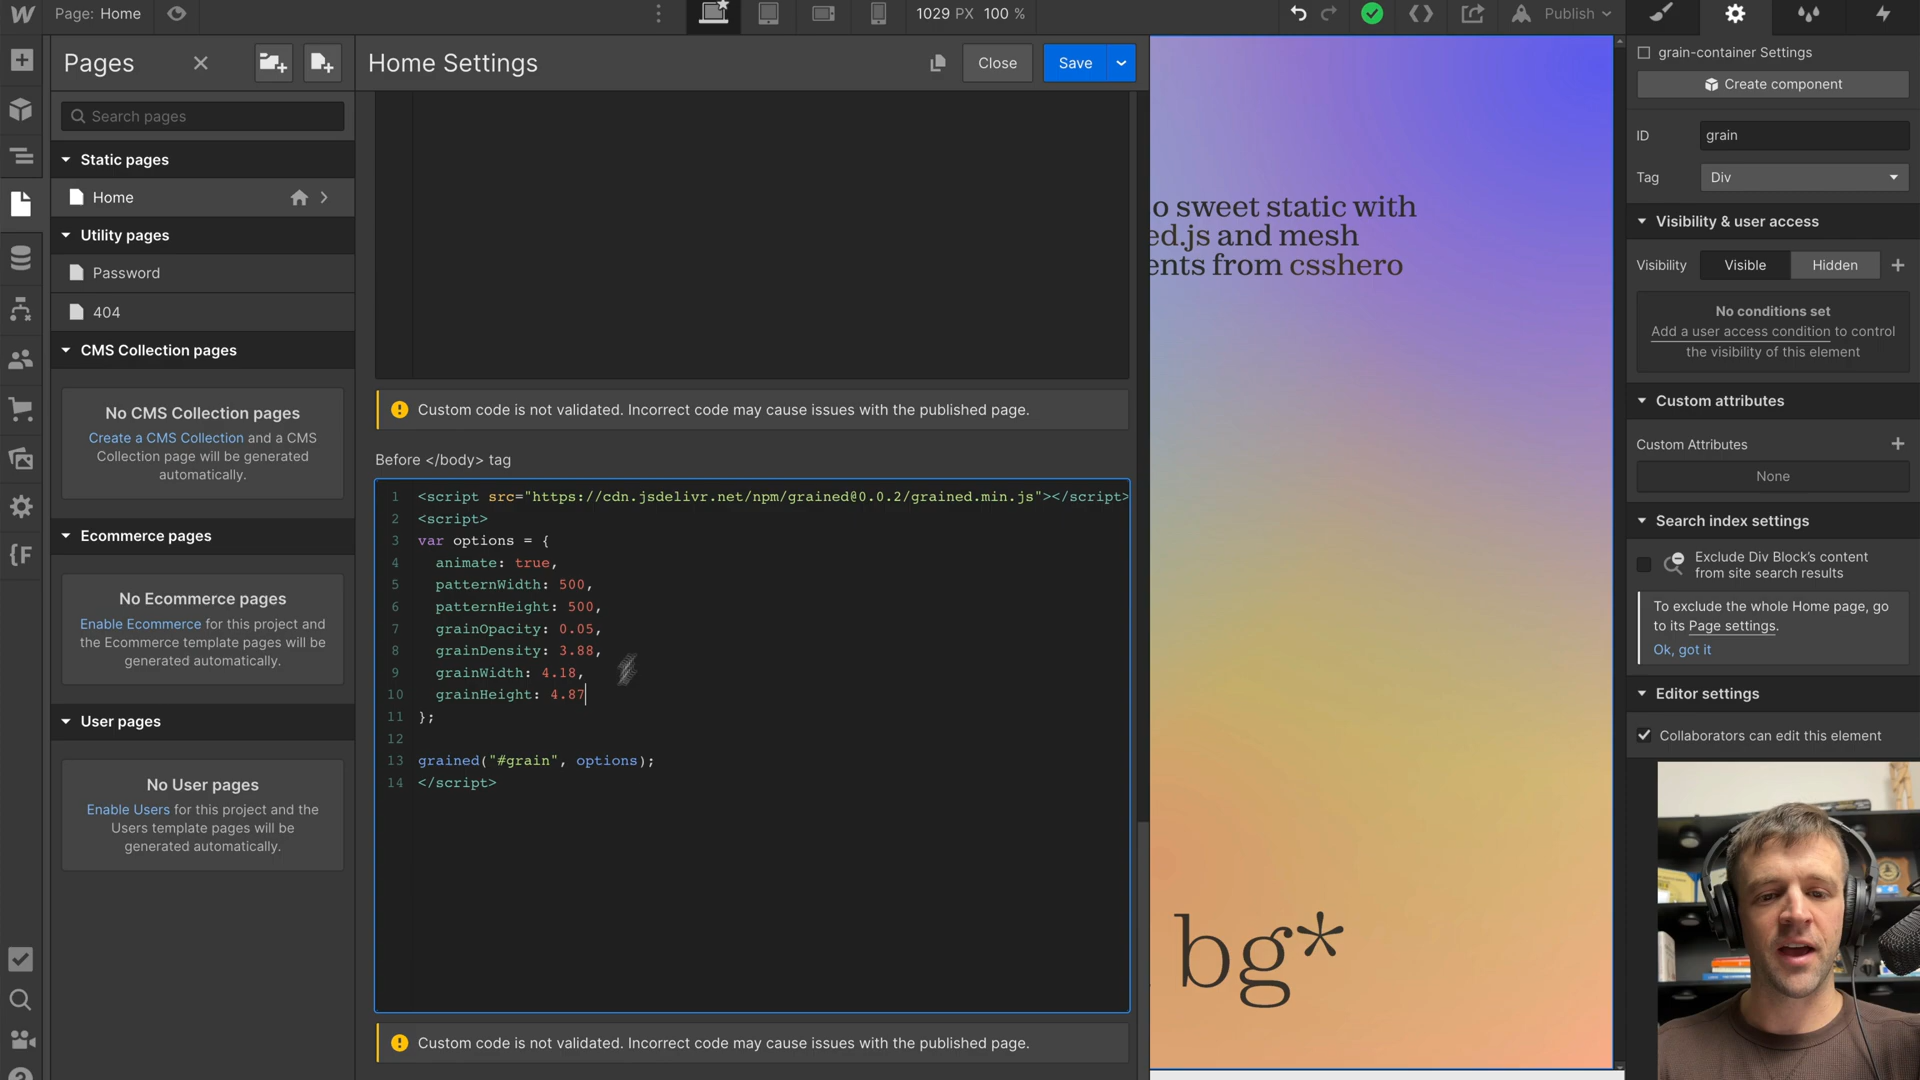 Page: Home
1029 PX 100 %
Publish
Pages
Search pages
Static pages
Home
Utility pages
Password
404
CMS Collection pages
No CMS Collection pages
Create a CMS Collection and a CMS
Collection page will be generated
automatically.
Ecommerce pages
No Ecommerce pages
Enable Ecommerce for this project and
the Ecommerce template pages will be
generated automatically.
User pages
No User pages
Enable Users for this project and the
Users template pages will be
generated automatically.
Home Settings
Close
Save
Custom code is not validated. Incorrect code may cause issues with the published page.
Before </body> tag
1 <script src="https://cdn.jsdelivr.net/npm/grained@0.0.2/grained.min.js"></script>
2 <script>
3 var options = {
4 animate: true,
5 patternWidth: 500,
6 patternHeight: 500,
7 grainOpacity: 0.05,
8 grainDensity: 3.88,
9 grainWidth: 4.18,
10 grainHeight: 4.87
11 };
12
13 grained("#grain", options);
14 </script>
Custom code is not validated. Incorrect code may cause issues with the published page.
o sweet static with
ed.js and mesh
ents from csshero
bg*
grain-container Settings
Create component
ID grain
Tag Div
Visibility & user access
Visibility Visible Hidden
No conditions set
Add a user access condition to control
the visibility of this element
Custom attributes
Custom Attributes
None
Search index settings
Exclude Div Block's content
from site search results
To exclude the whole Home page, go
to its Page settings.
Ok, got it
Editor settings
Collaborators can edit this element